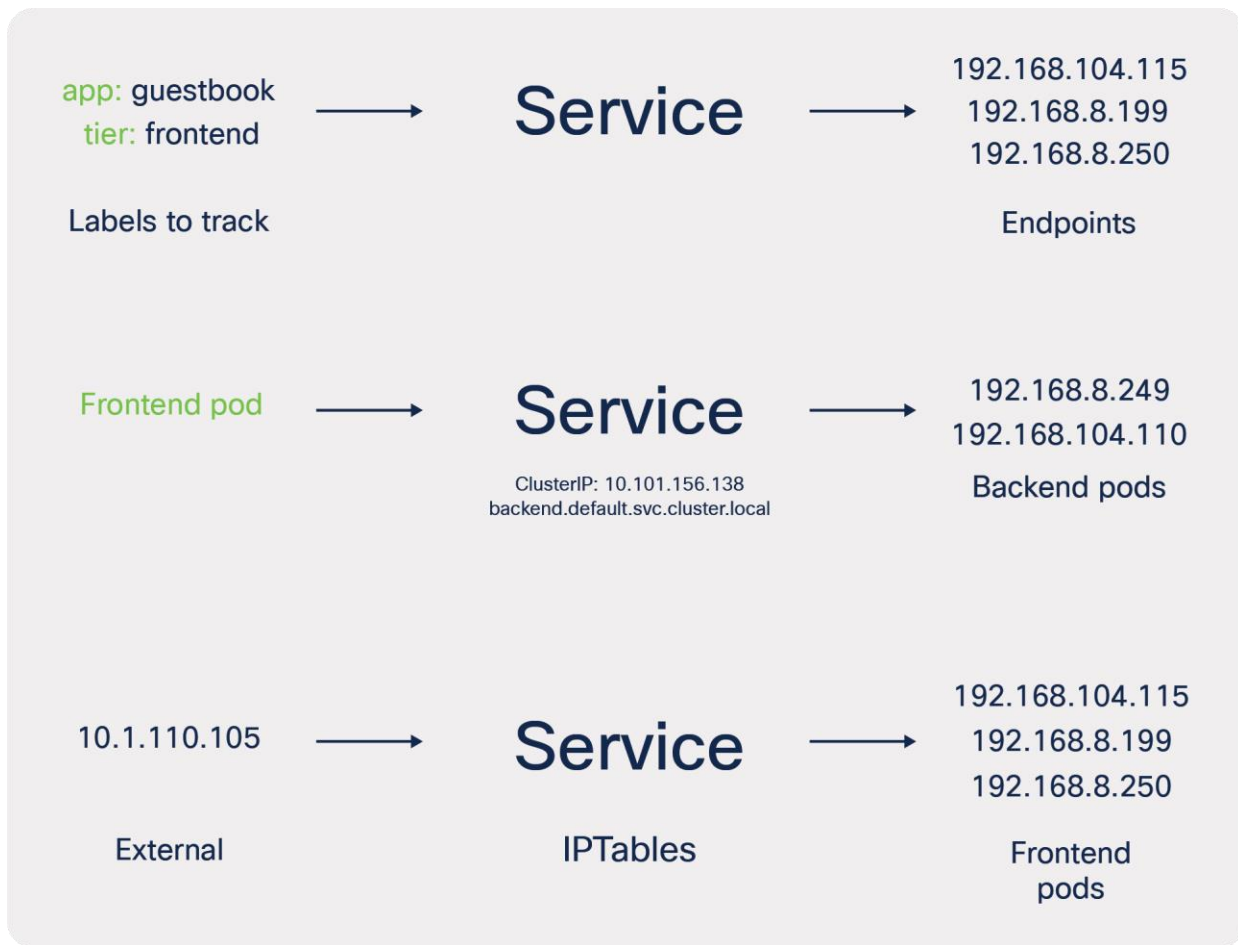 app: guestbook
tier: frontend
Labels to track
Service
192.168.104.115
192.168.8.199
192.168.8.250
Endpoints
Frontend pod
Service
ClusterIP: 10.101.156.138
backend.default.svc.cluster.local
192.168.8.249
192.168.104.110
Backend pods
10.1.110.105
External
Service
IPTables
192.168.104.115
192.168.8.199
192.168.8.250
Frontend
pods